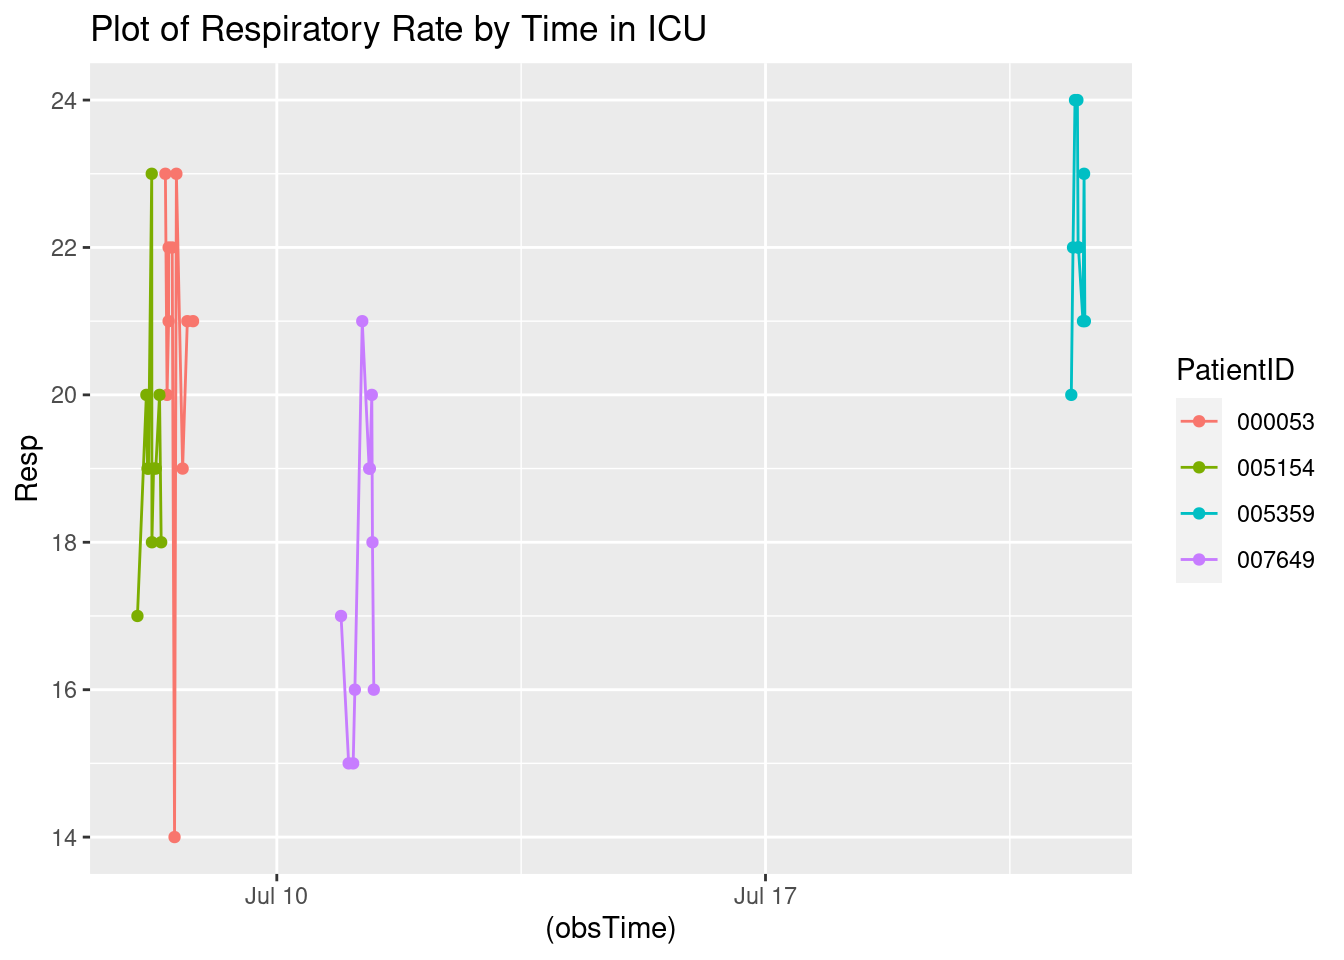 Plot of Respiratory Rate by Time in ICU
24
22
20
18
16
14
Resp
Jul 10
Jul 17
(obsTime)
PatientID
000053
005154
005359
007649